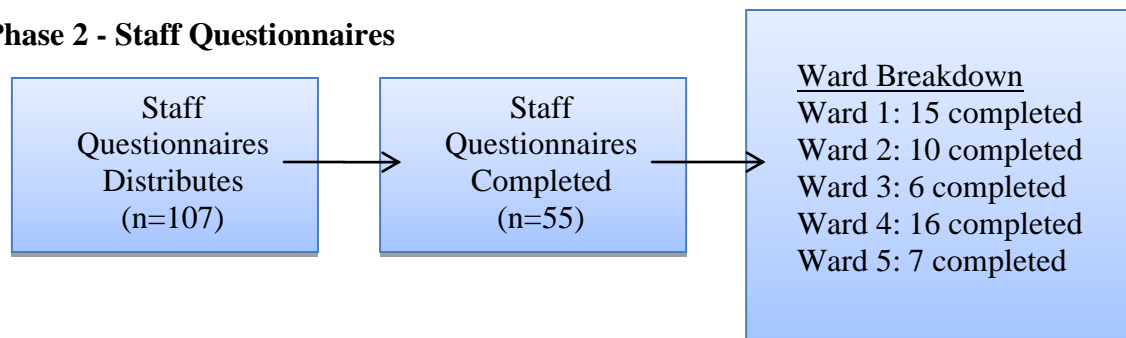 Phase 2 - Staff Questionnaires
Staff
Questionnaires
Distributes
(n=107)
Staff
Questionnaires
Completed
(n=55)
Ward Breakdown
Ward 1: 15 completed
Ward 2: 10 completed
Ward 3: 6 completed
Ward 4: 16 completed
Ward 5: 7 completed